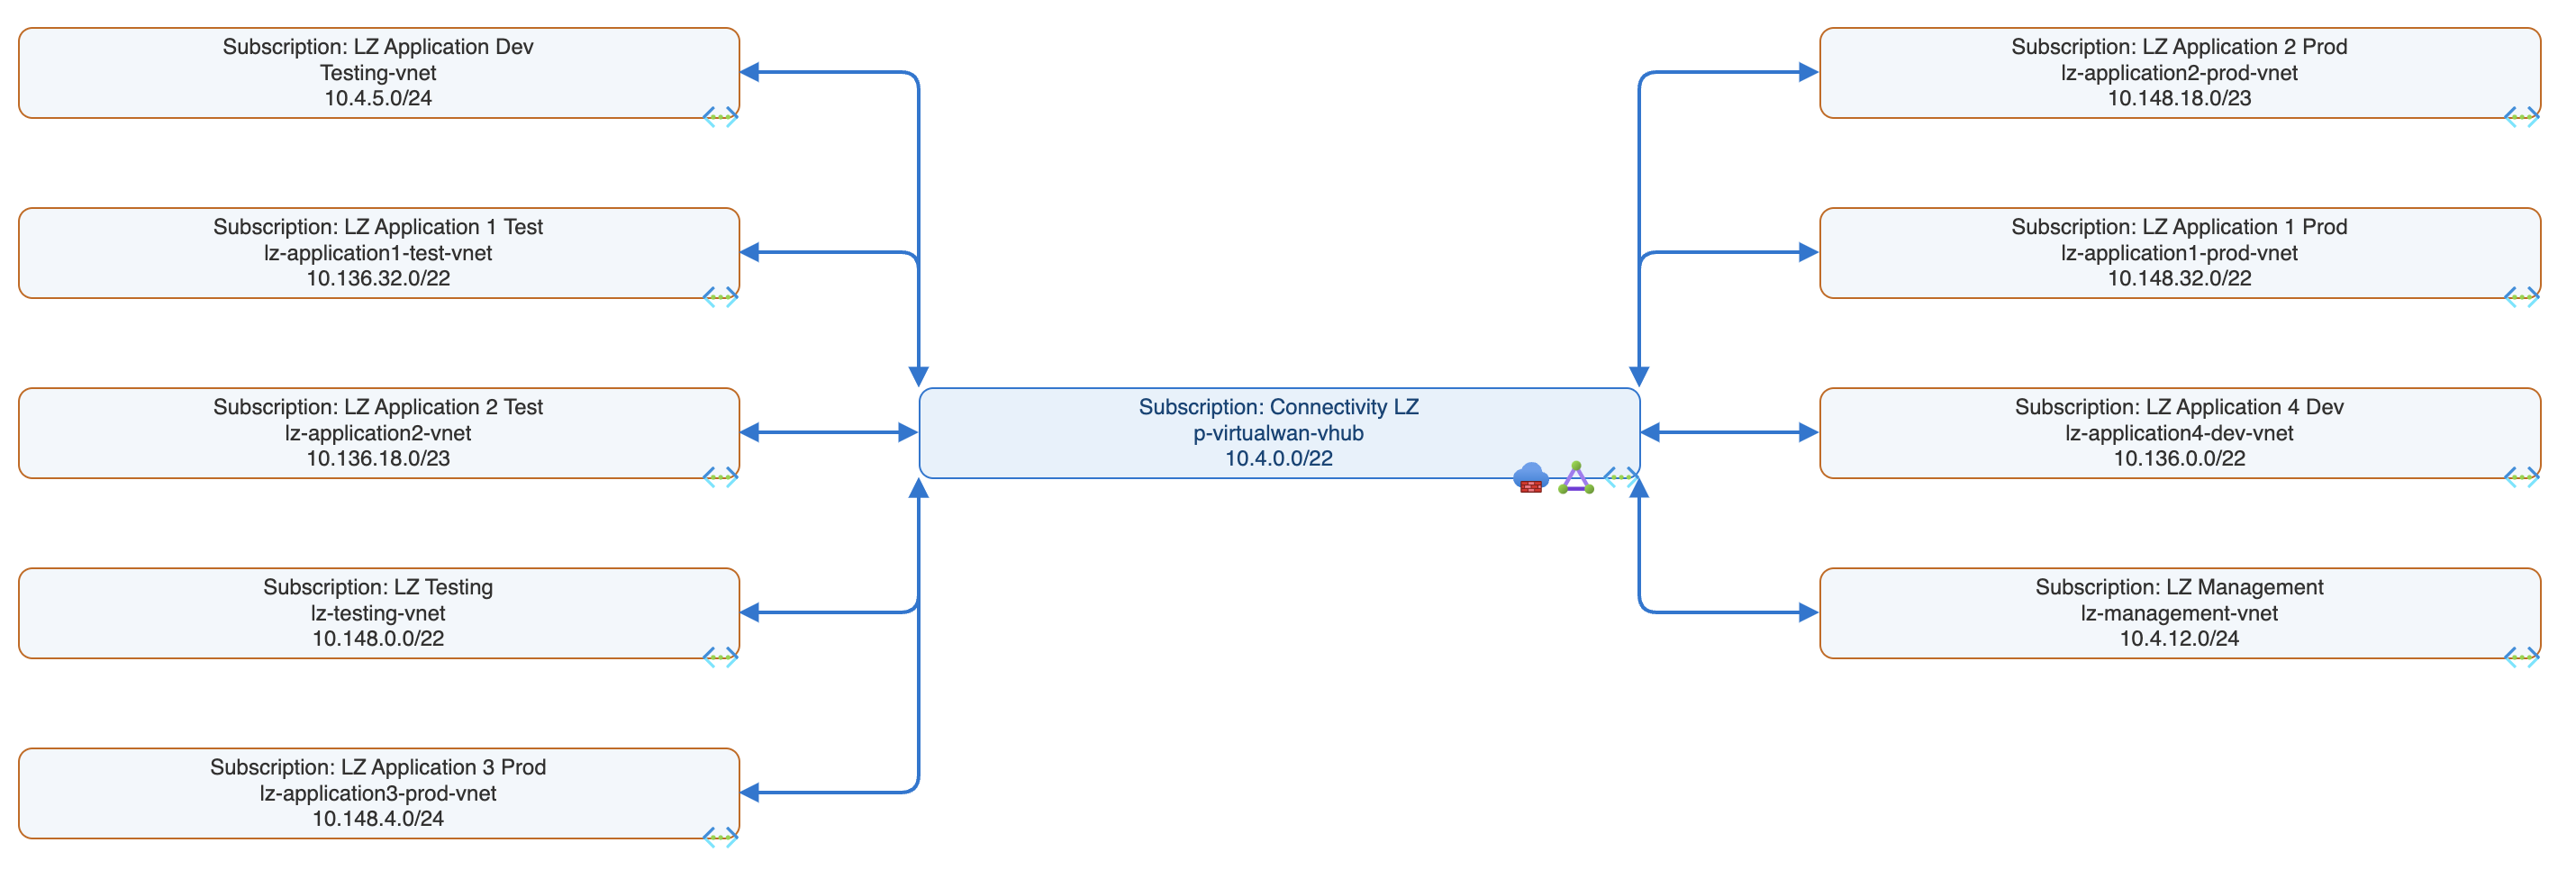 Subscription: LZ Application Dev
Testing-vnet
10.4.5.0/24
Subscription: LZ Application 1 Test
lz-application1-test-vnet
10.136.32.0/22
Subscription: LZ Application 2 Test
lz-application2-vnet
10.136.18.0/23
Subscription: LZ Testing
lz-testing-vnet
10.148.0.0/22
Subscription: LZ Application 3 Prod
lz-application3-prod-vnet
10.148.4.0/24
Subscription: Connectivity LZ
p-virtualwan-vhub
10.4.0.0/22
Subscription: LZ Application 2 Prod
lz-application2-prod-vnet
10.148.18.0/23
Subscription: LZ Application 1 Prod
lz-application1-prod-vnet
10.148.32.0/22
Subscription: LZ Application 4 Dev
lz-application4-dev-vnet
10.136.0.0/22
Subscription: LZ Management
lz-management-vnet
10.4.12.0/24